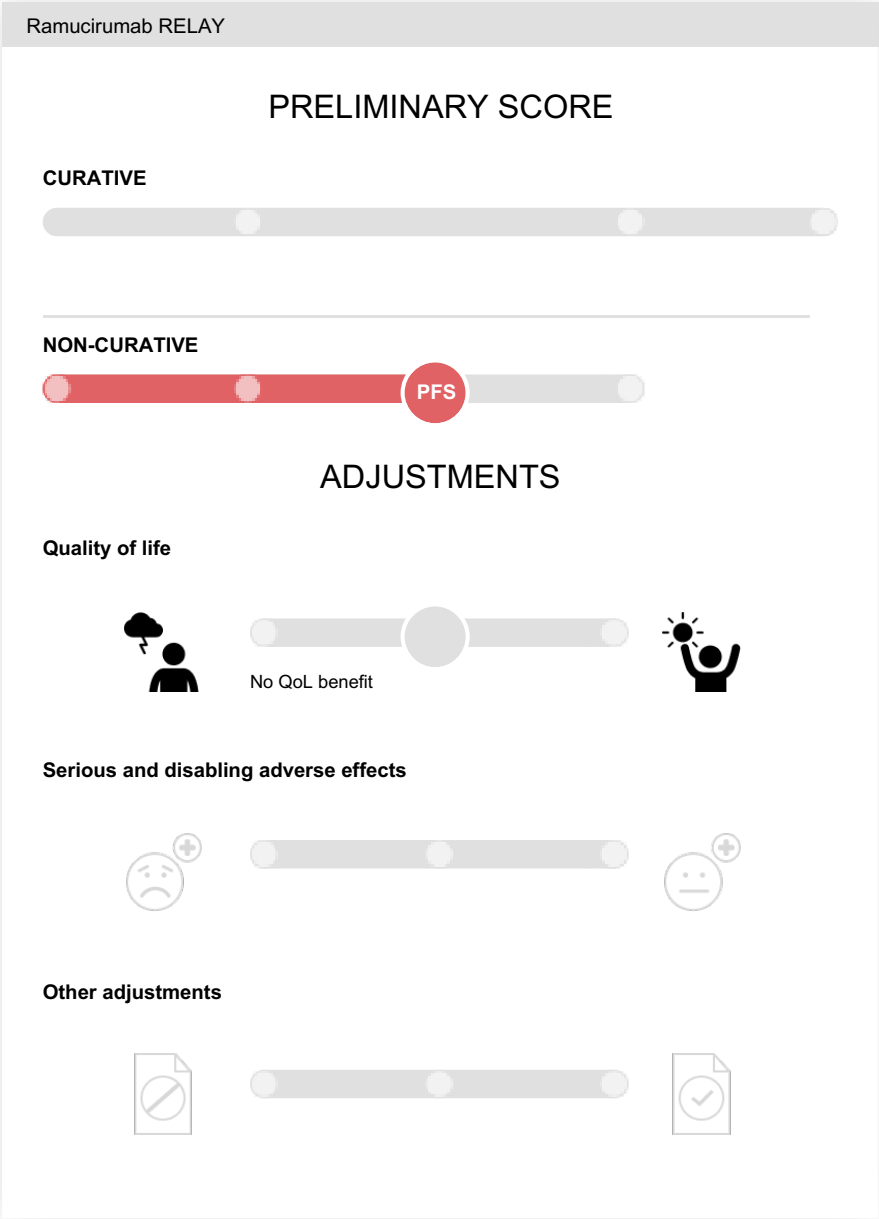 Ramucirumab RELAY
PRELIMINARY SCORE
CURATIVE
NON-CURATIVE
PFS
ADJUSTMENTS
Quality of life
No QoL benefit
Serious and disabling adverse effects
Other adjustments